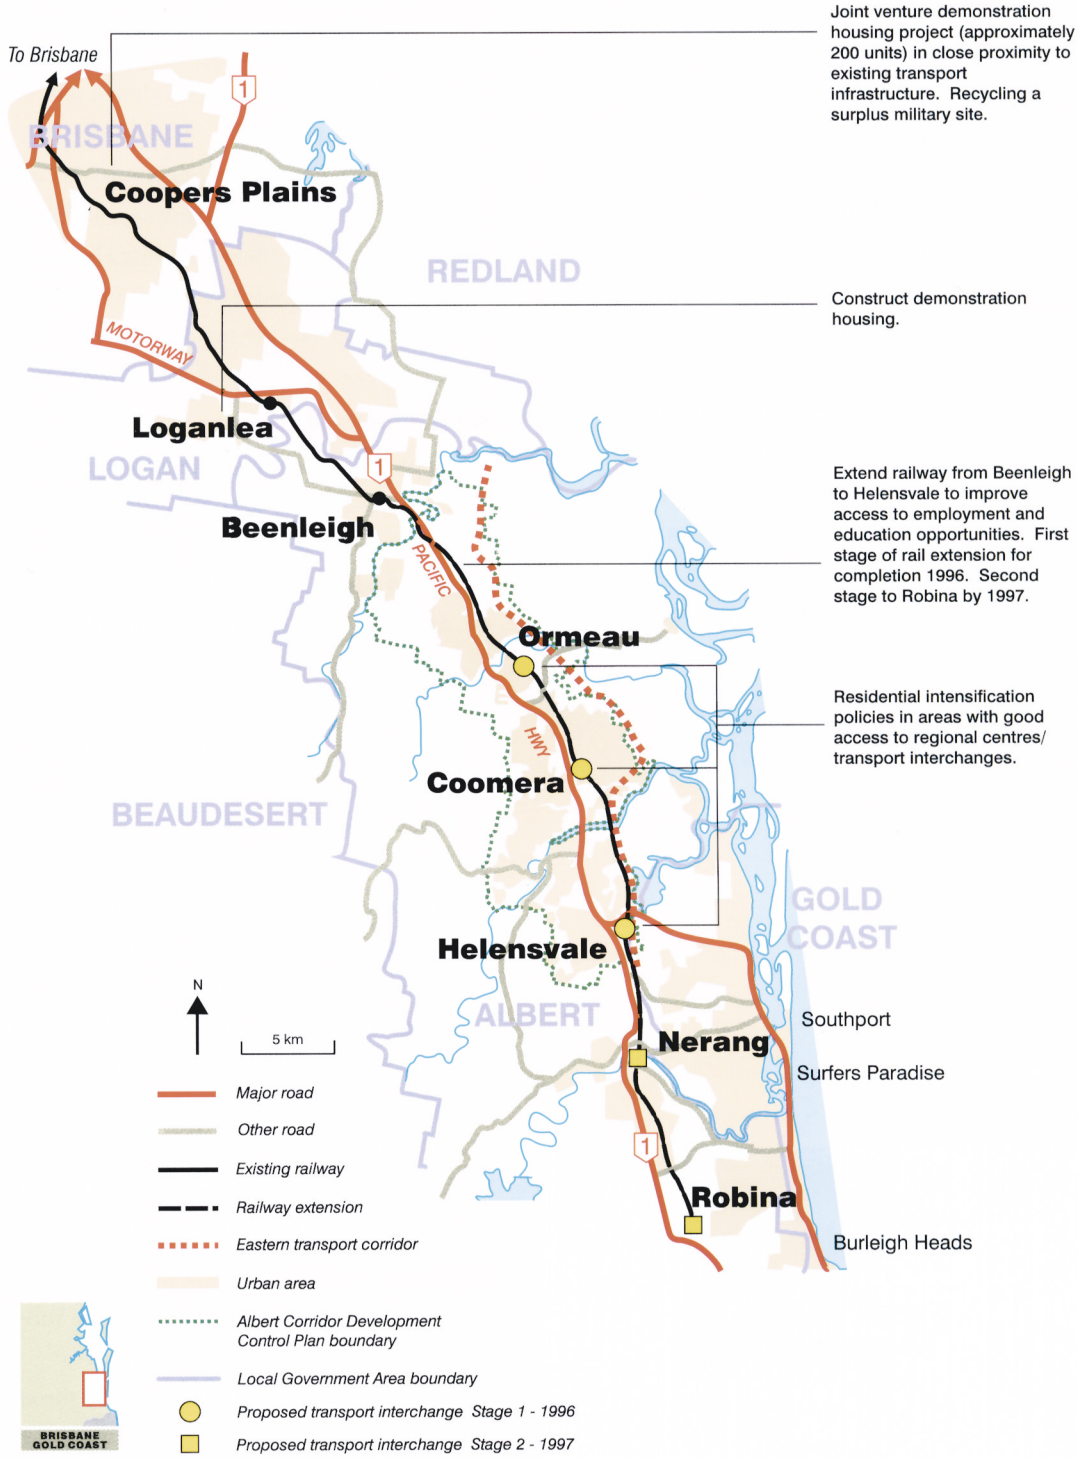 Joint venture demonstration
housing project (approximately
200 units) in close proximity to
existing transport
infrastructure. Recycling a
surplus military site.
To Brisbane
1
BRISBANE
Coopers Plains
REDLAND
Construct demonstration
housing.
MOTORWAY
Loganlea
LOGAN
1
Beenleigh
Extend railway from Beenleigh
to Helensvale to improve
access to employment and
education opportunities. First
stage of rail extension for
completion 1996. Second
stage to Robina by 1997.
PACIFIC
Ormeau
Residential intensification
policies in areas with good
access to regional centres/
transport interchanges.
HWY
Coomera
BEAUDESERT
GOLD
COAST
Helensvale
ALBERT
Southport
Nerang
Surfers Paradise
1
Robina
Burleigh Heads
N
5 km
Major road
Other road
Existing railway
Railway extension
Eastern transport corridor
Urban area
Albert Corridor Development
Control Plan boundary
Local Government Area boundary
Proposed transport interchange Stage 1 - 1996
Proposed transport interchange Stage 2 - 1997
BRISBANE
GOLD COAST